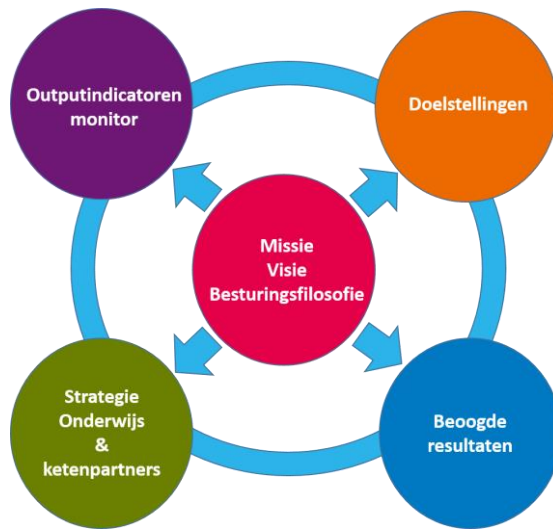 Outputindicatoren
monitor
Doelstellingen
Missie
Visie
Besturingsfilosofie
Strategie
Onderwijs
&
ketenpartners
Beoogde
resultaten